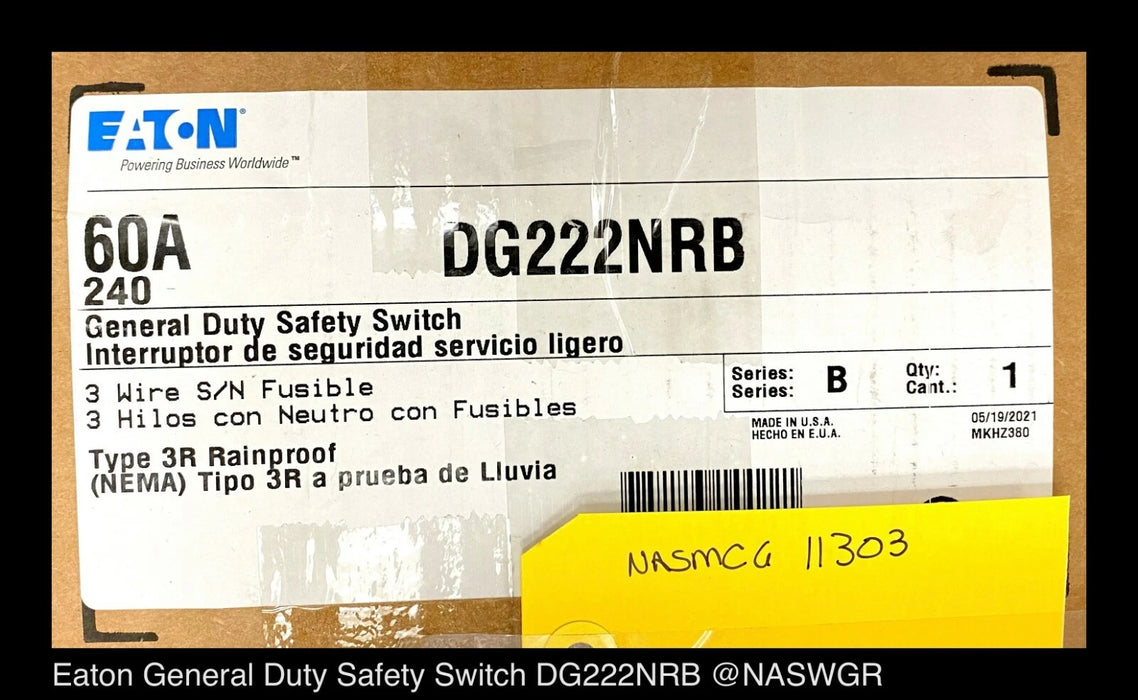 EATON®
Powering Business Worldwide™
60A
240
DG222NRB
General Duty Safety Switch
Interruptor de seguridad servicio ligero
3 Wire S/N Fusible
3 Hilos con Neutro con Fusibles
Type 3R Rainproof
(NEMA) Tipo 3R a prueba de Lluvia
Series: B
Series:
Qty: 1
Cant.:
MADE IN U.S.A.
HECHO EN E.U.A.
05/19/2021
MKHZ380
NASMCG 11303
Eaton General Duty Safety Switch DG222NRB @NASWGR